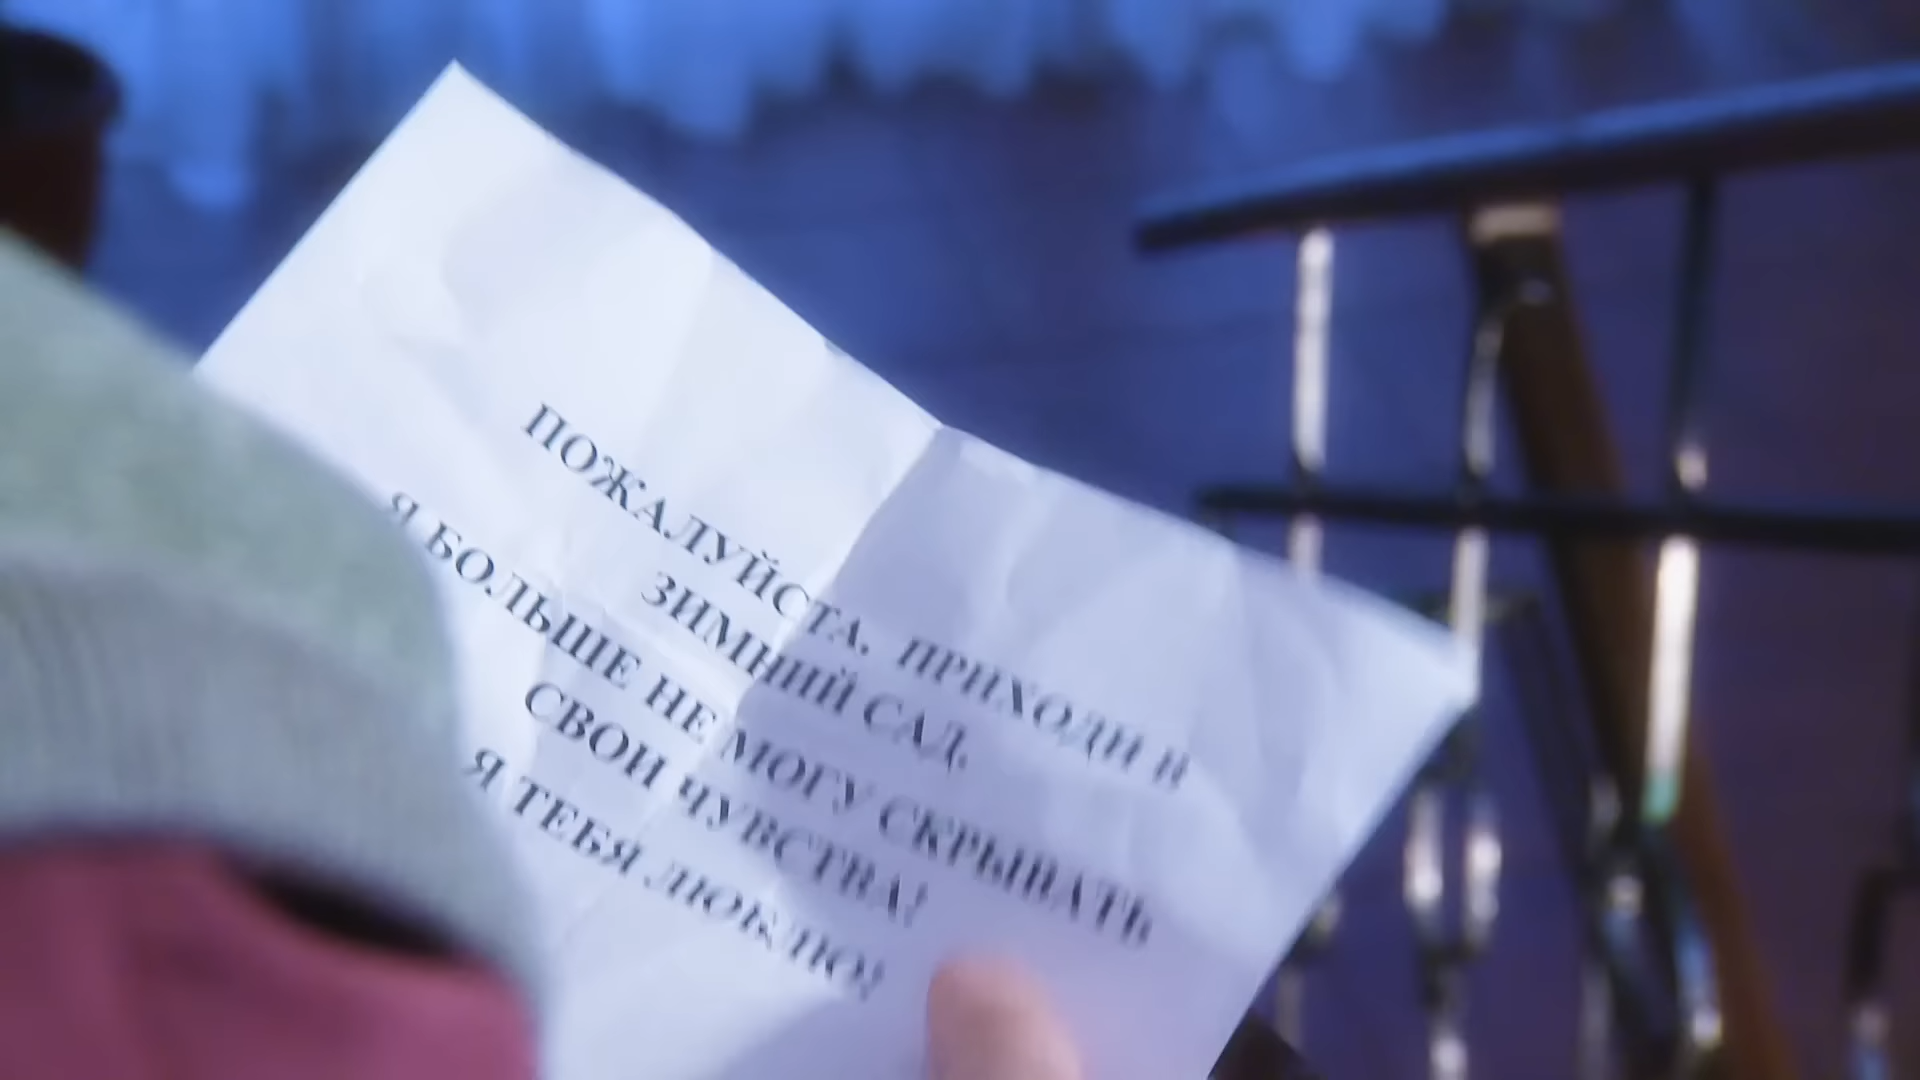 ПОЖАЛУЙСТА, ПРИХОДИ В
ЗИМНИЙ САД.
Я БОЛЬШЕ НЕ МОГУ СКРЫВАТЬ
СВОИ ЧУВСТВА!
Я ТЕБЯ ЛЮБЛЮ!